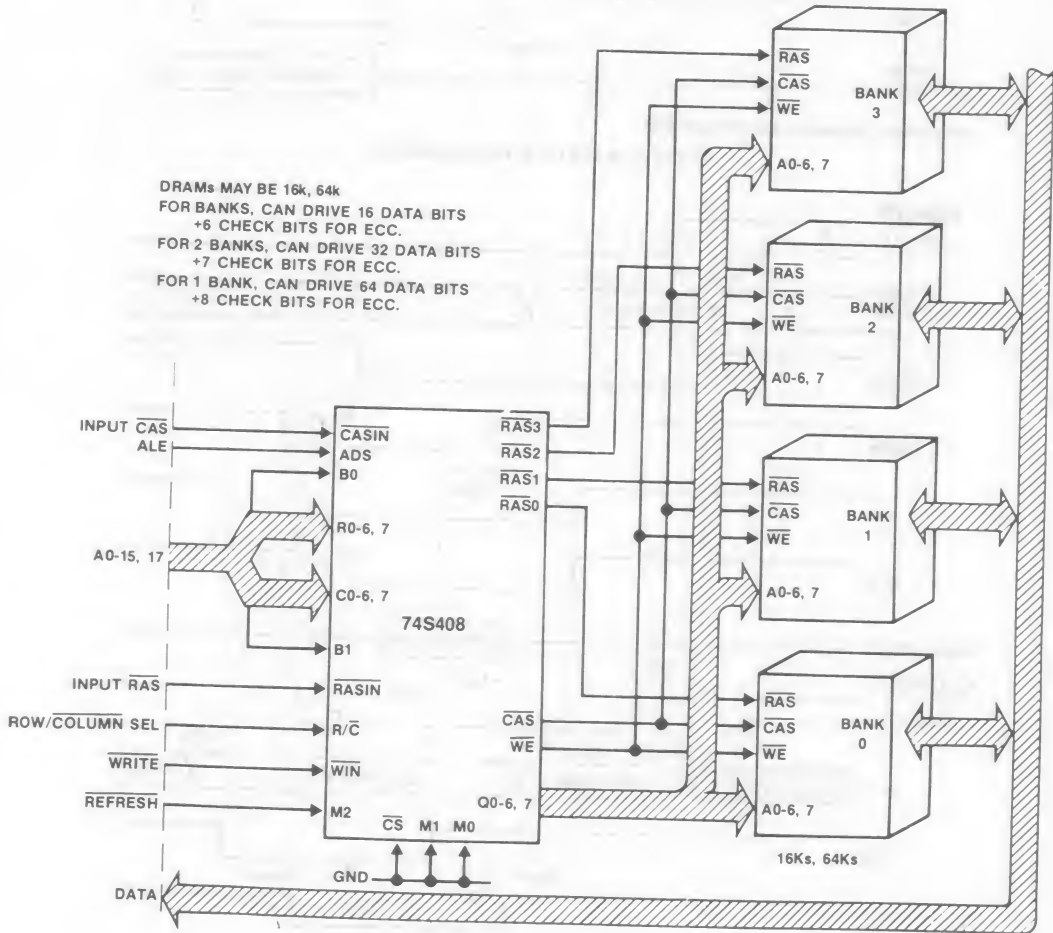 RAS
CAS
WE
A0-6, 7
BANK
3
DRAMs MAY BE 16k, 64k
FOR BANKS, CAN DRIVE 16 DATA BITS
+6 CHECK BITS FOR ECC.
FOR 2 BANKS, CAN DRIVE 32 DATA BITS
+7 CHECK BITS FOR ECC.
FOR 1 BANK, CAN DRIVE 64 DATA BITS
+8 CHECK BITS FOR ECC.
RAS
CAS
WE
A0-6, 7
BANK
2
INPUT CAS
ALE
A0-15, 17
INPUT RAS
ROW/COLUMN SEL
WRITE
REFRESH
CASIN
ADS
B0
R0-6, 7
C0-6, 7
B1
RASIN
R/C
WIN
M2
74S408
RAS3
RAS2
RAS1
RAS0
CAS
WE
Q0-6, 7
CS M1 M0
GND
RAS
CAS
WE
A0-6, 7
BANK
1
RAS
CAS
WE
A0-6, 7
BANK
0
16Ks, 64Ks
DATA